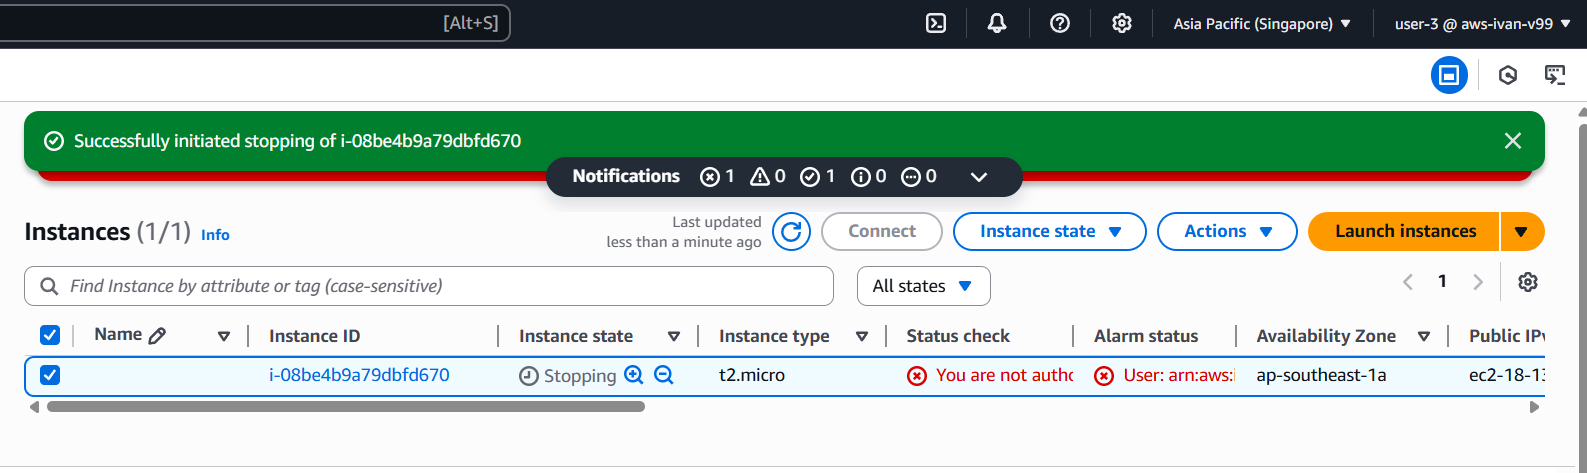 [Alt+S] Asia Pacific (Singapore) user-3 @ aws-ivan-v99
Successfully initiated stopping of i-08be4b9a79dbfd670
Notifications 1 0 1 0 0
Instances (1/1) Info
Last updated
less than a minute ago
Connect Instance state Actions Launch instances
Find Instance by attribute or tag (case-sensitive) All states 1
Name Instance ID Instance state Instance type Status check Alarm status Availability Zone Public IPv
i-08be4b9a79dbfd670 Stopping t2.micro You are not autho User: arn:aws:i ap-southeast-1a ec2-18-13